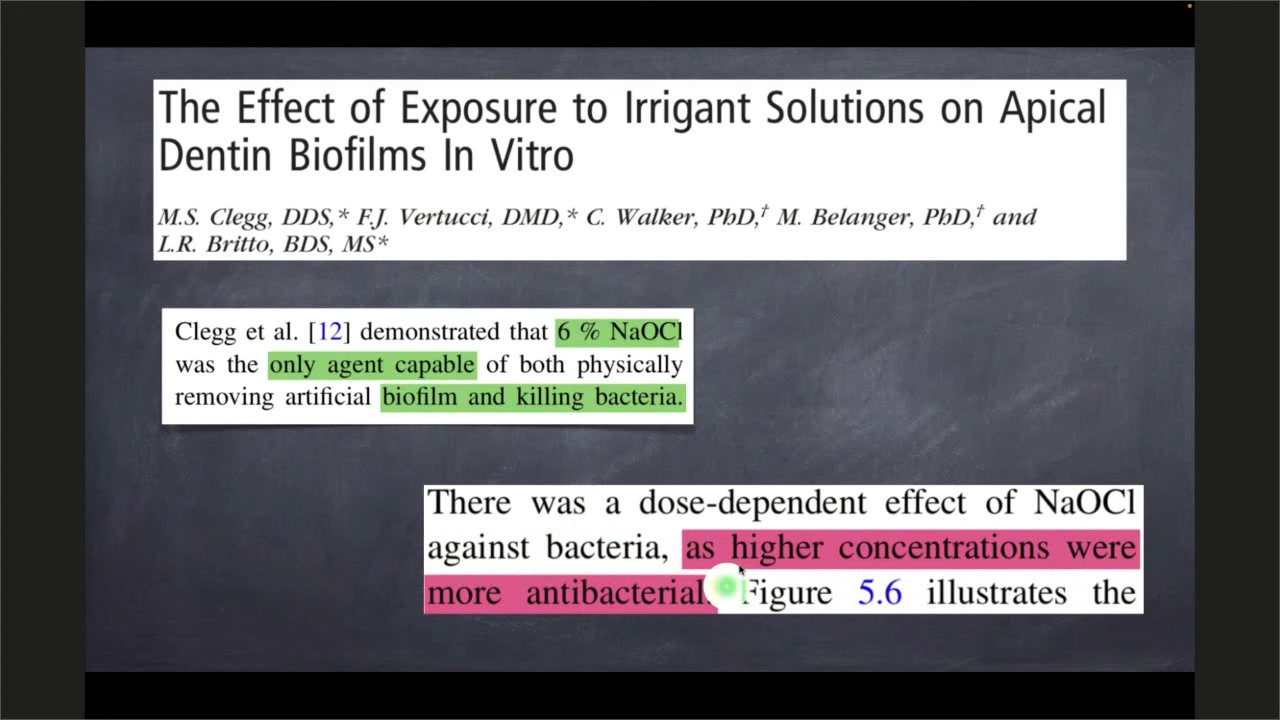 The Effect of Exposure to Irrigant Solutions on Apical
Dentin Biofilms In Vitro
M.S. Clegg, DDS,* F.J. Vertucci, DMD,* C. Walker, PhD,† M. Belanger, PhD,† and
L.R. Britto, BDS, MS*
Clegg et al. [12] demonstrated that 6 % NaOCl
was the only agent capable of both physically
removing artificial biofilm and killing bacteria.
There was a dose-dependent effect of NaOCl
against bacteria, as higher concentrations were
more antibacterial. Figure 5.6 illustrates the